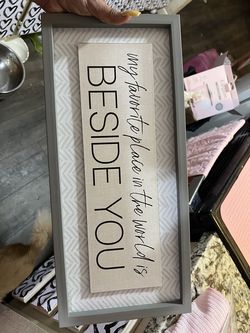 my favorite place in the world is
BESIDE YOU